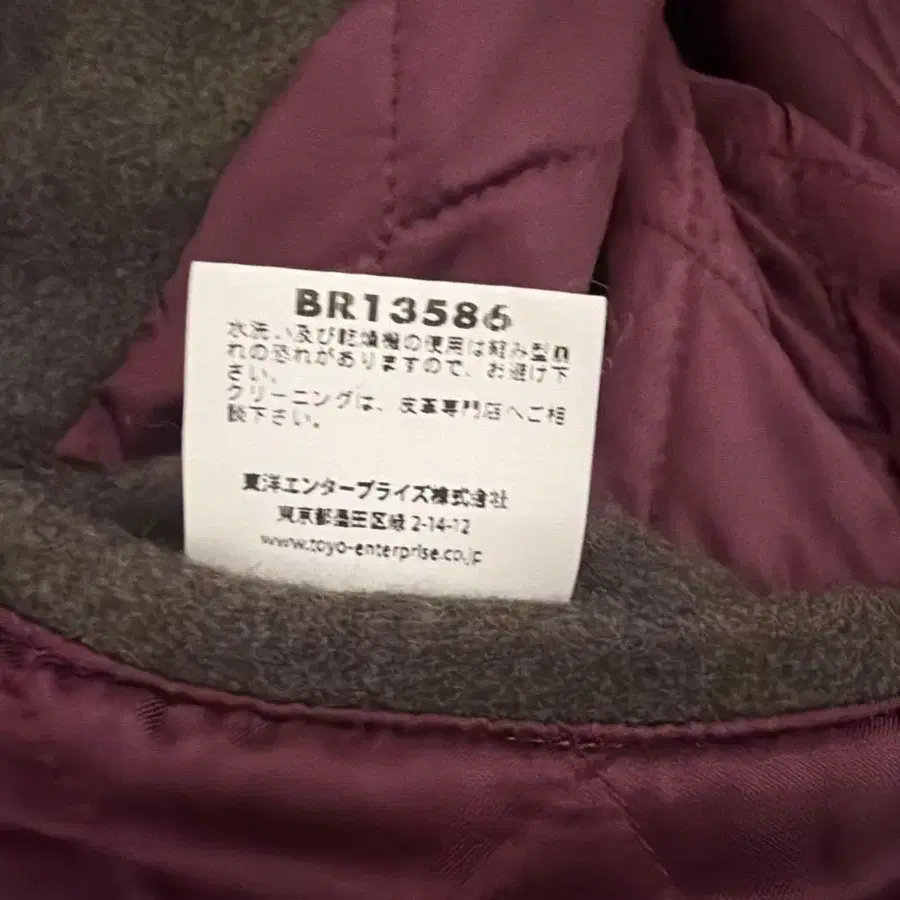 BR13586
水洗い及び乾燥機の使用は縮み型n
れの恐れがありますので、お避け下
さい。
クリーニングは、皮革専門店へご相
談下さい。
東洋エンタープライズ株式会社
東京都墨田区緑 2-14-12
www.toyo-enterprise.co.jp